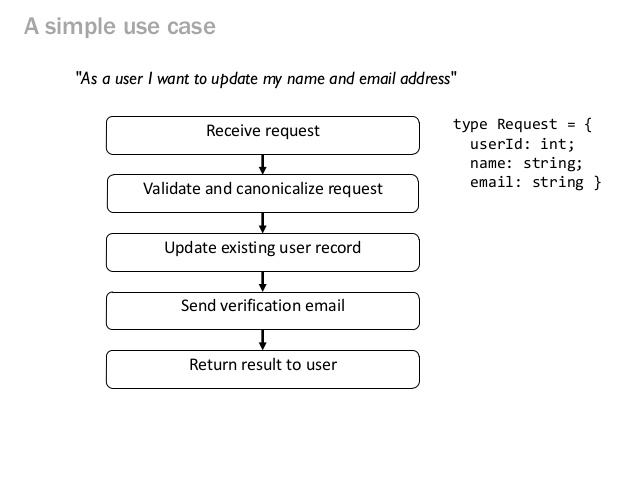 A simple use case
"As a user I want to update my name and email address"
Receive request
Validate and canonicalize request
Update existing user record
Send verification email
Return result to user
type Request = {
userId: int;
name: string;
email: string }